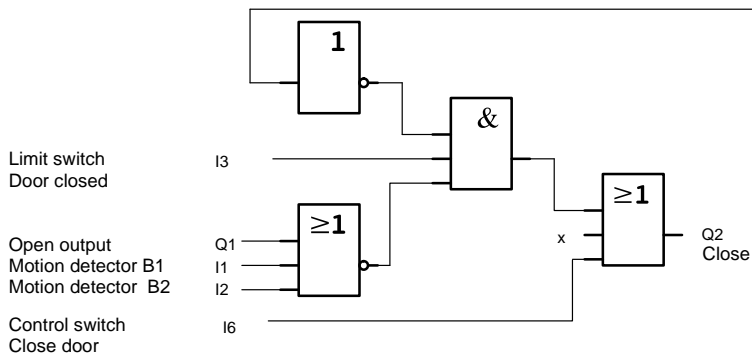 1
&
Limit switch I3
Door closed
≥1
≥1
x
Q2
Close
Open output Q1
Motion detector B1 I1
Motion detector B2 I2
Control switch I6
Close door